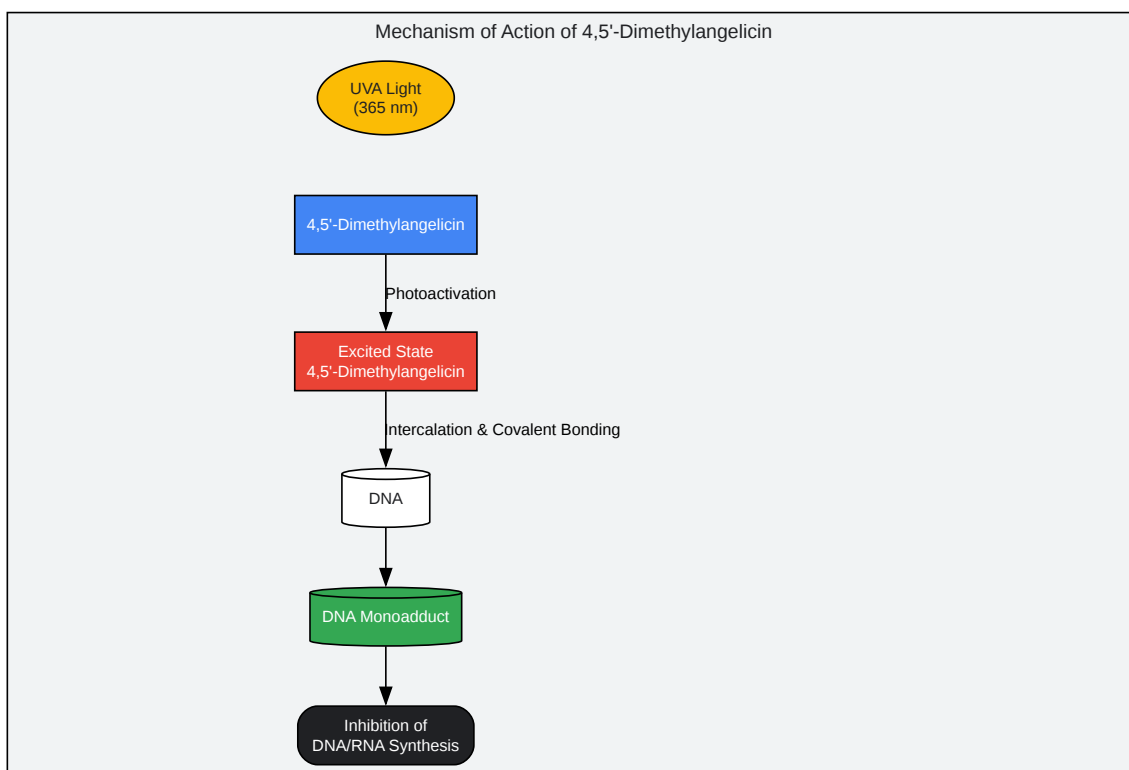 Mechanism of Action of 4,5'-Dimethylangelicin
UVA Light
(365 nm)
4,5'-Dimethylangelicin
Photoactivation
Excited State
4,5'-Dimethylangelicin
Intercalation & Covalent Bonding
DNA
DNA Monoadduct
Inhibition of
DNA/RNA Synthesis